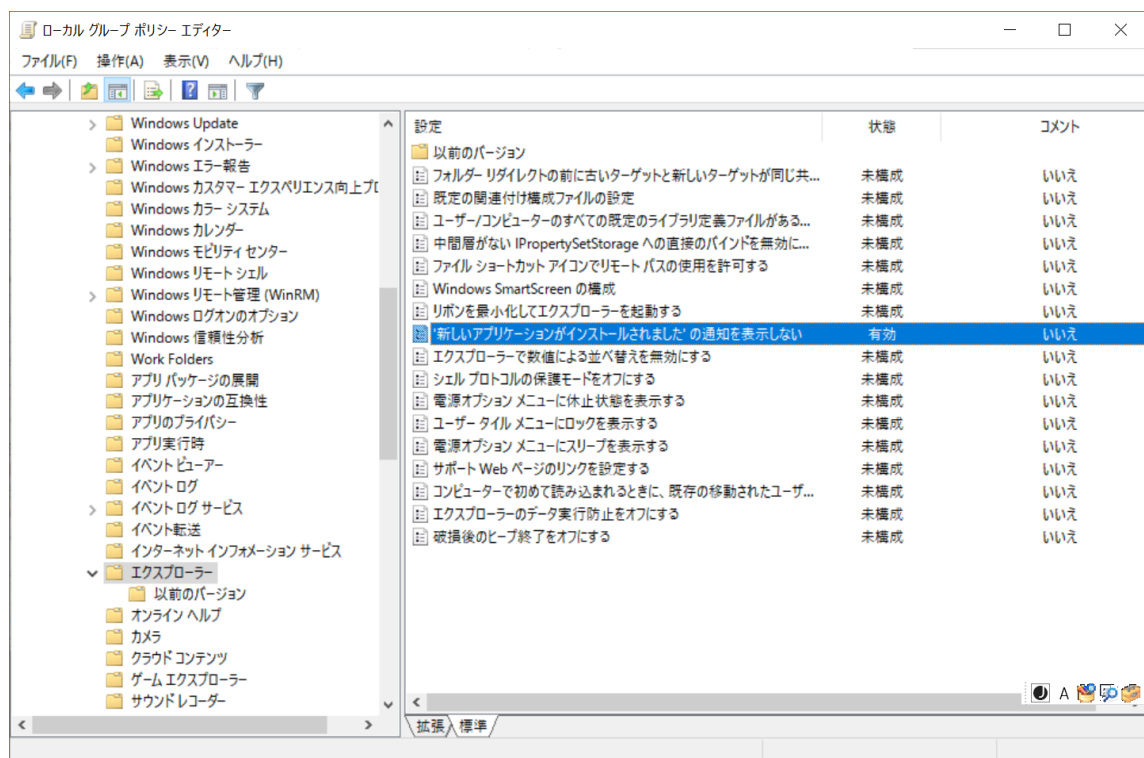 ローカル グループ ポリシー エディター
ファイル(F) 操作(A) 表示(V) ヘルプ(H)
Windows Update
Windows インストーラー
Windows エラー報告
Windows カスタマー エクスペリエンス向上プロ
Windows カラー システム
Windows カレンダー
Windows モビリティ センター
Windows リモート シェル
Windows リモート管理 (WinRM)
Windows ログオンのオプション
Windows 信頼性分析
Work Folders
アプリ パッケージの展開
アプリケーションの互換性
アプリのプライバシー
アプリ実行時
イベント ビューアー
イベント ログ
イベント ログ サービス
イベント転送
インターネット インフォメーション サービス
エクスプローラー
以前のバージョン
オンライン ヘルプ
カメラ
クラウド コンテンツ
ゲーム エクスプローラー
サウンド レコーダー
設定 状態 コメント
以前のバージョン
フォルダー リダイレクトの前に古いターゲットと新しいターゲットが同じ共... 未構成 いいえ
既定の関連付け構成ファイルの設定 未構成 いいえ
ユーザー/コンピューターのすべての既定のライブラリ定義ファイルがある... 未構成 いいえ
中間層がない IPropertySetStorage への直接のバインドを無効に... 未構成 いいえ
ファイル ショートカット アイコンでリモート パスの使用を許可する 未構成 いいえ
Windows SmartScreen の構成 未構成 いいえ
リボンを最小化してエクスプローラーを起動する 未構成 いいえ
'新しいアプリケーションがインストールされました' の通知を表示しない 有効 いいえ
エクスプローラーで数値による並べ替えを無効にする 未構成 いいえ
シェル プロトコルの保護モードをオフにする 未構成 いいえ
電源オプション メニューに休止状態を表示する 未構成 いいえ
ユーザー タイル メニューにロックを表示する 未構成 いいえ
電源オプション メニューにスリープを表示する 未構成 いいえ
サポート Web ページのリンクを設定する 未構成 いいえ
コンピューターで初めて読み込まれるときに、既存の移動されたユーザ... 未構成 いいえ
エクスプローラーのデータ実行防止をオフにする 未構成 いいえ
破損後のヒープ終了をオフにする 未構成 いいえ
A
拡張 標準